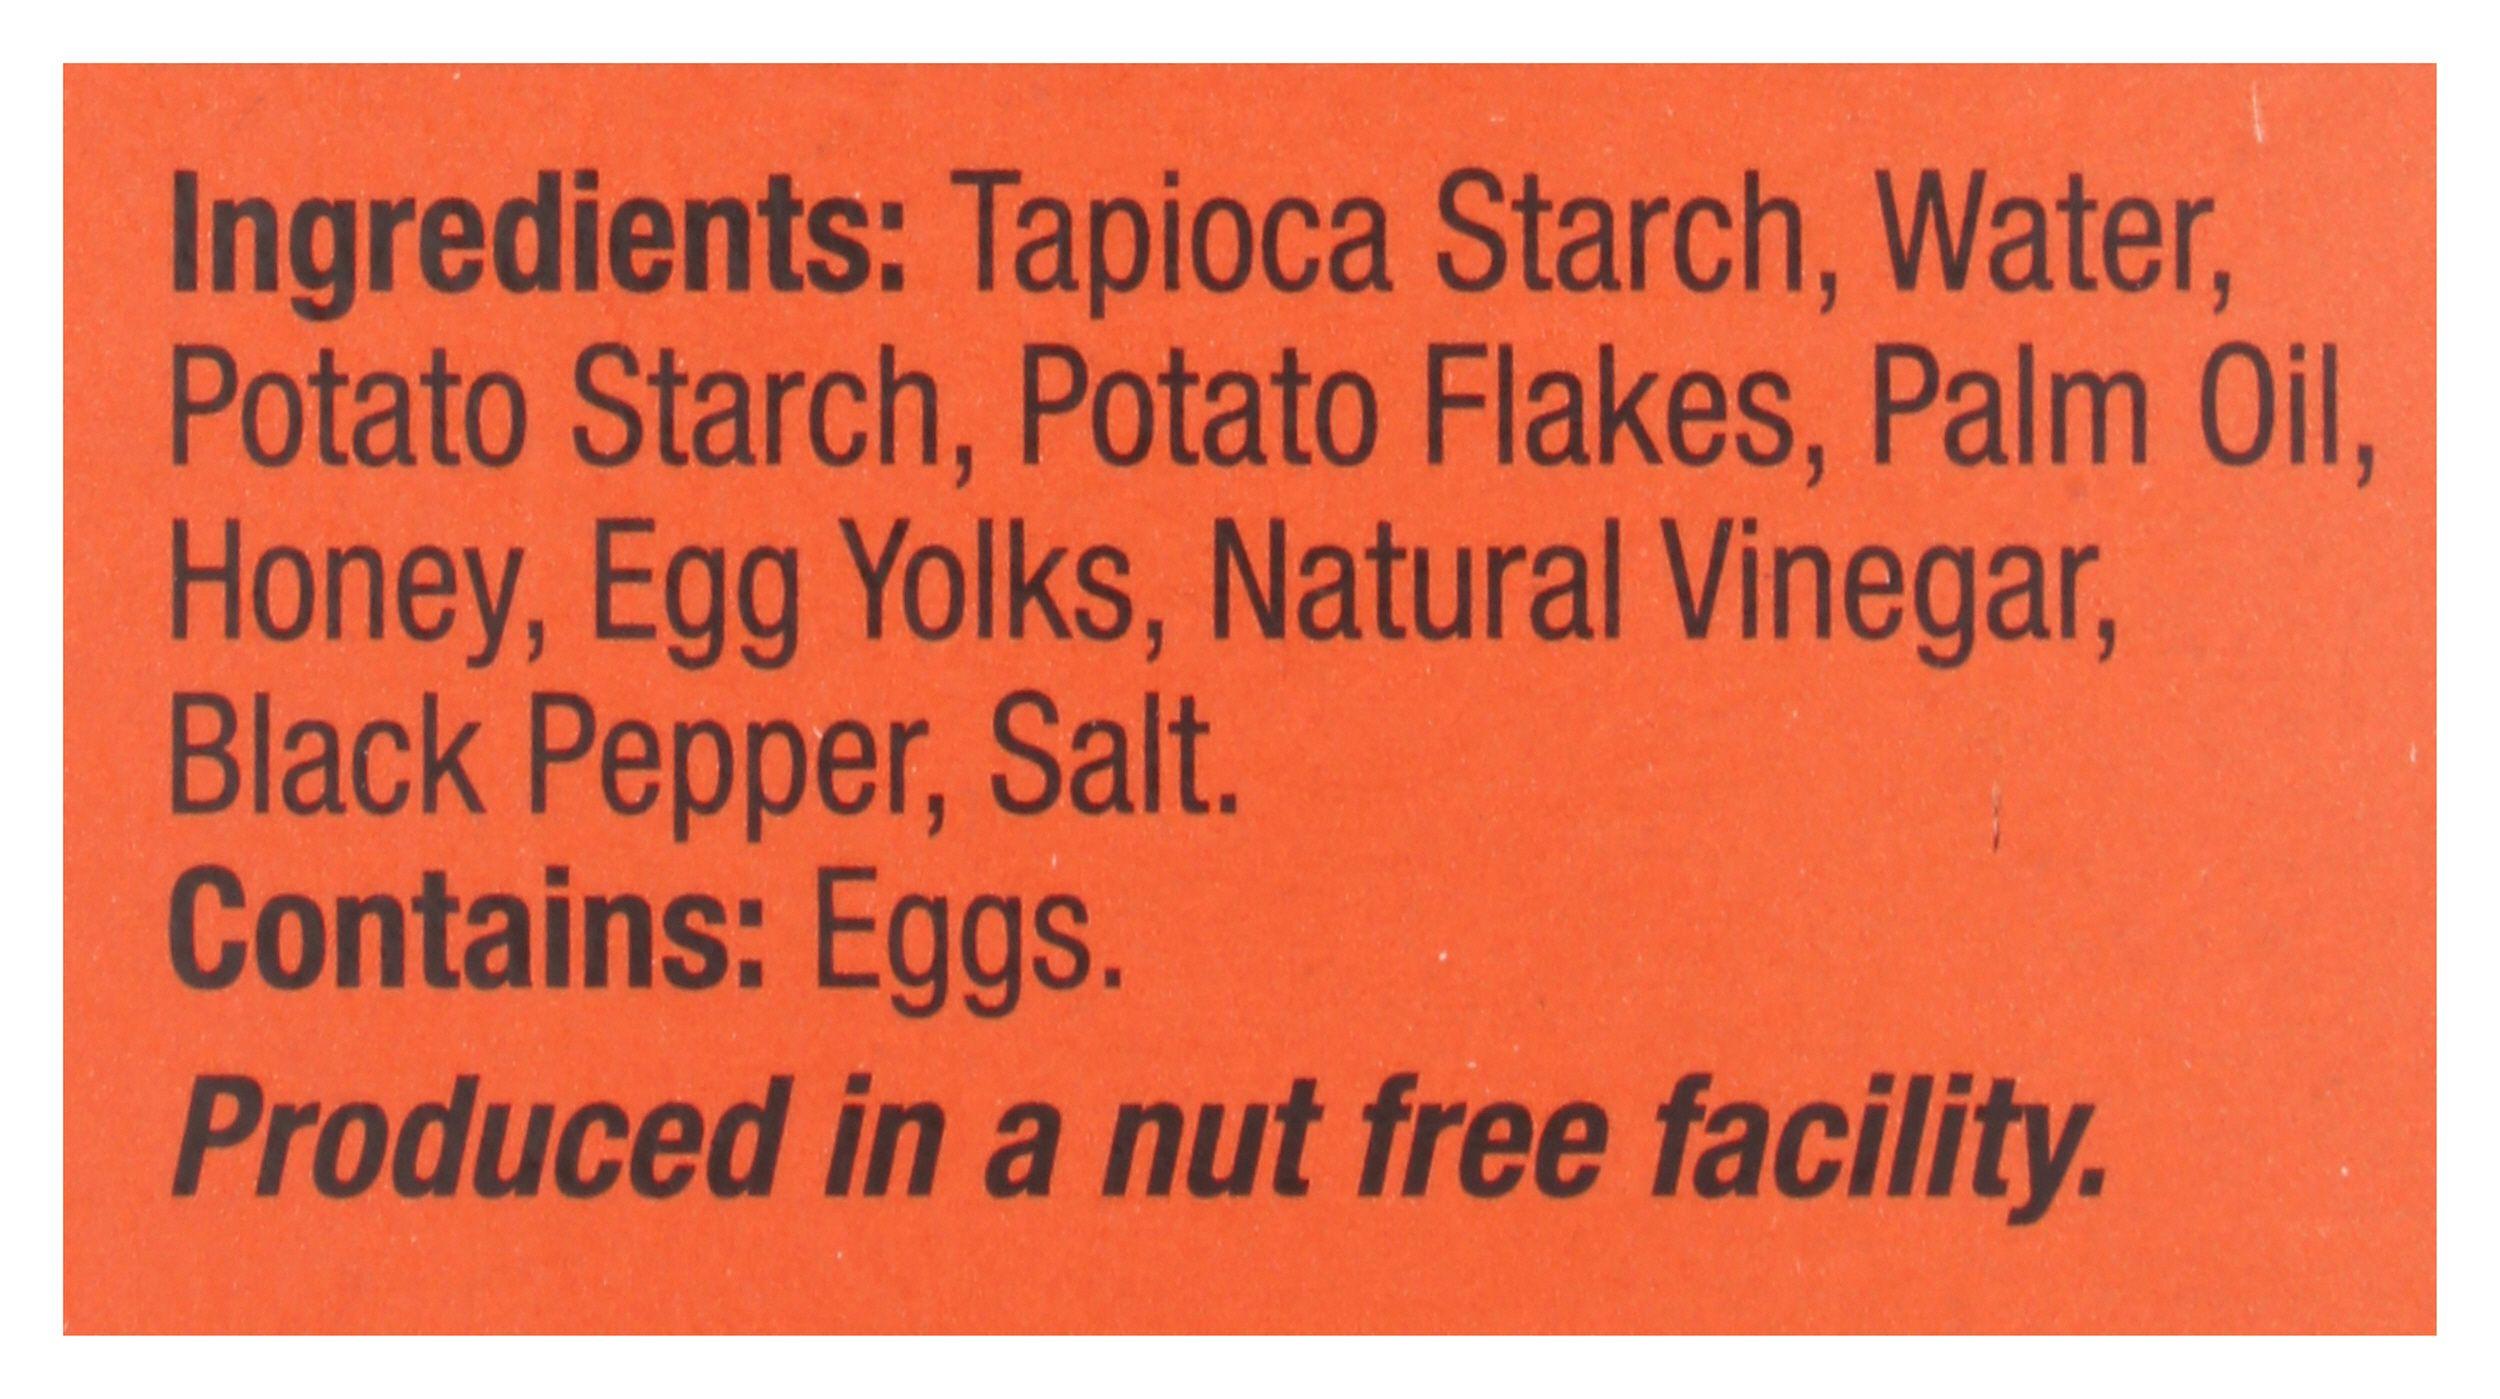 Ingredients: Tapioca Starch, Water,
Potato Starch, Potato Flakes, Palm Oil,
Honey, Egg Yolks, Natural Vinegar,
Black Pepper, Salt.
Contains: Eggs.
Produced in a nut free facility.